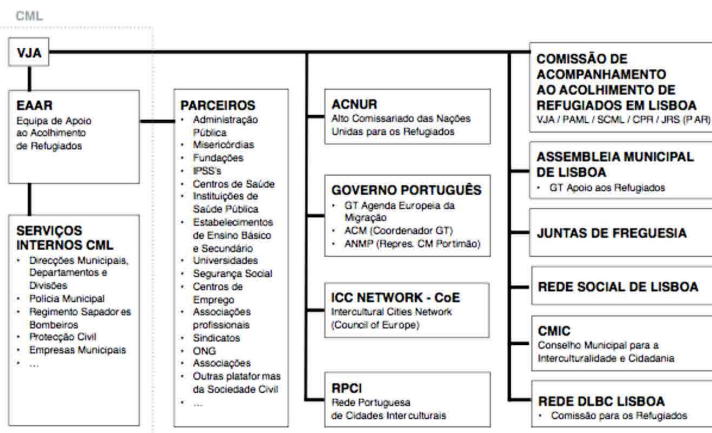 CML
VJA
EAAR
Equipa de Apoio
ao Acolhimento
de Refugiados
SERVIÇOS
INTERNOS CML
• Direcções Municipais,
Departamentos e
Divisões
• Policia Municipal
• Regimento Sapadores
Bombeiros
• Protecção Civil
• Empresas Municipais
• ...
PARCEIROS
• Administração
Pública
• Misericórdias
• Fundações
• IPSS's
• Centros de Saúde
• Instituições de
Saúde Pública
• Estabelecimentos
de Ensino Básico
e Secundário
• Universidades
• Segurança Social
• Centros de
Emprego
• Associações
profissionais
• Sindicatos
• ONG
• Associações
• Outras plataformas
da Sociedade Civil
• ...
ACNUR
Alto Comissariado das Nações
Unidas para os Refugiados
GOVERNO PORTUGUÊS
• GT Agenda Europeia da
Migração
• ACM (Coordenador GT)
• ANMP (Repres. CM Portimão)
ICC NETWORK - CoE
Intercultural Cities Network
(Council of Europe)
RPCI
Rede Portuguesa
de Cidades Interculturais
COMISSÃO DE
ACOMPANHAMENTO
AO ACOLHIMENTO DE
REFUGIADOS EM LISBOA
VJA / PAML / SCML / CPR / JRS (PAR)
ASSEMBLEIA MUNICIPAL
DE LISBOA
• GT Apoio aos Refugiados
JUNTAS DE FREGUESIA
REDE SOCIAL DE LISBOA
CMIC
Conselho Municipal para a
Interculturalidade e Cidadania
REDE DLBC LISBOA
• Comissão para os Refugiados